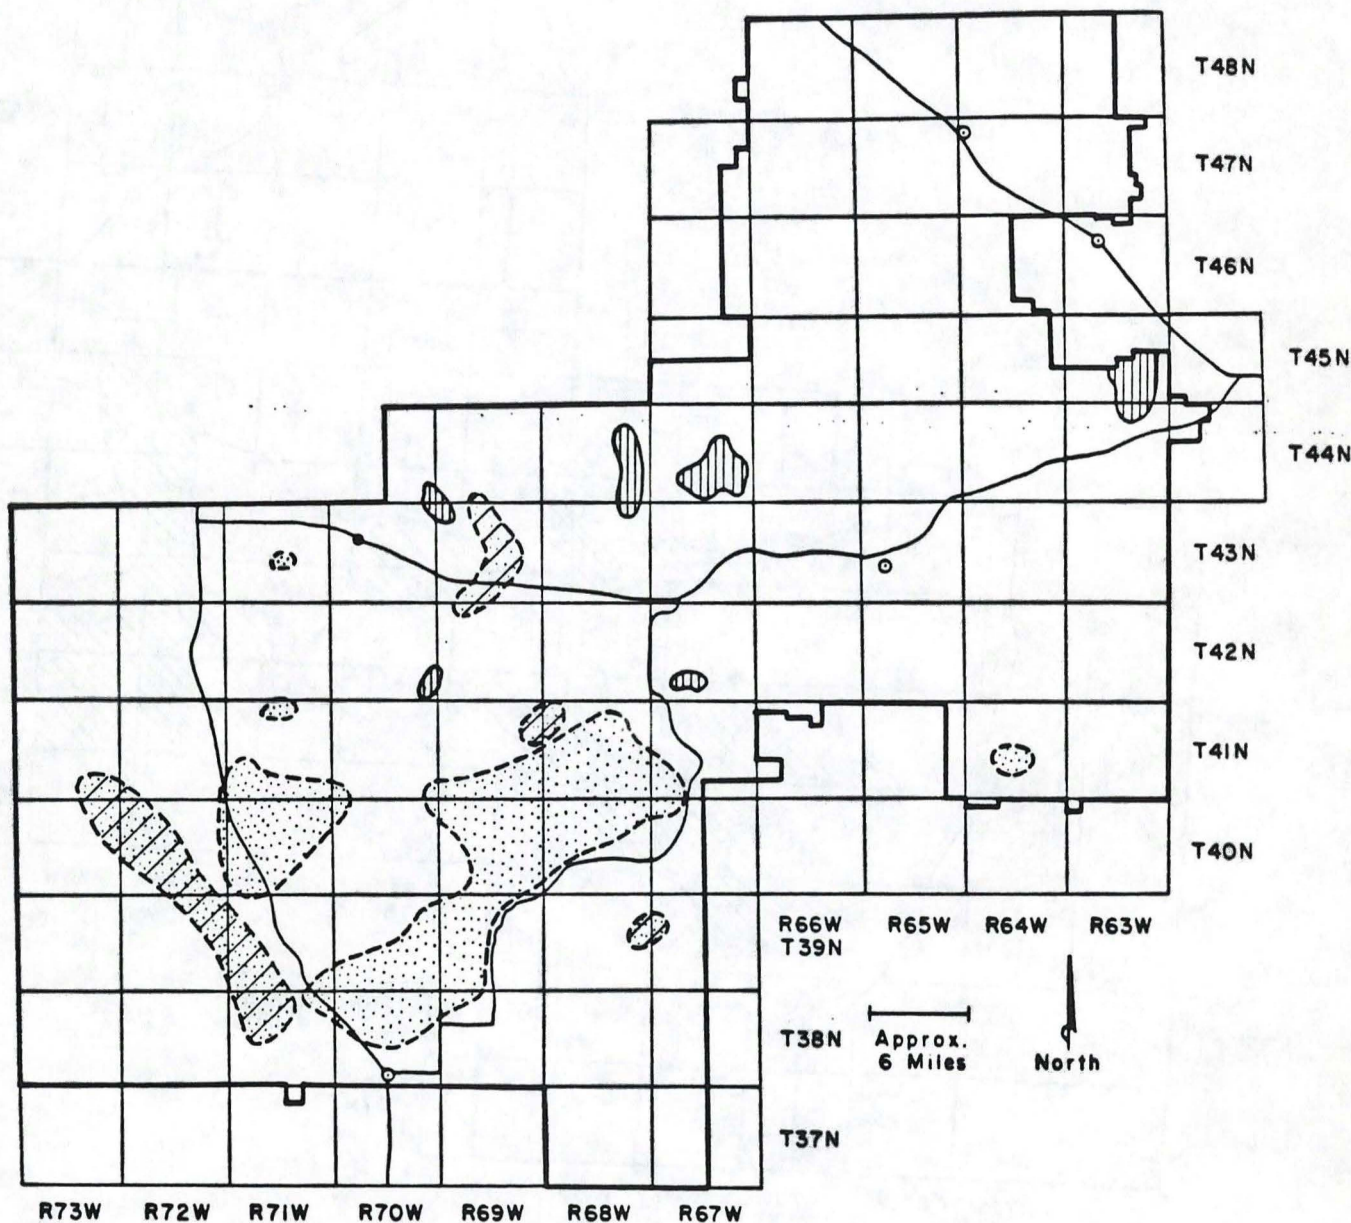 T48N
T47N
T46N
T45N
T44N
T43N
T42N
T41N
T40N
R66W R65W R64W R63W
T39N
T38N
Approx.
6 Miles
North
T37N
R73W R72W R71W R70W R69W R68W R67W